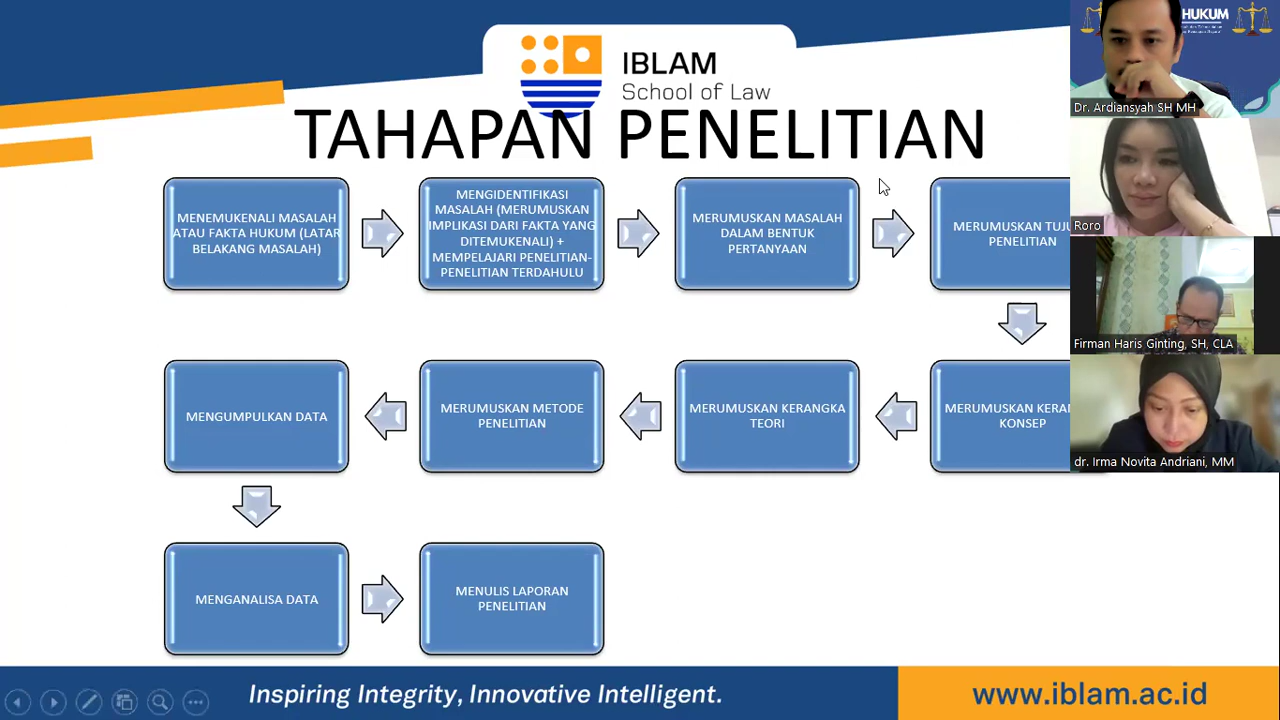 IBLAM
School of Law
TAHAPAN PENELITIAN
MENEMUKENALI MASALAH
ATAU FAKTA HUKUM (LATAR
BELAKANG MASALAH)
MENGIDENTIFIKASI
MASALAH (MERUMUSKAN
IMPLIKASI DARI FAKTA YANG
DITEMUKENALI) +
MEMPELAJARI PENELITIAN-
PENELITIAN TERDAHULU
MERUMUSKAN MASALAH
DALAM BENTUK
PERTANYAAN
MERUMUSKAN TUJU
PENELITIAN
MERUMUSKAN KERAN
KONSEP
MERUMUSKAN KERANGKA
TEORI
MERUMUSKAN METODE
PENELITIAN
MENGUMPULKAN DATA
MENGANALISA DATA
MENULIS LAPORAN
PENELITIAN
HUKUM
Dr. Ardiansyah SH MH
Roro
Firman Haris Ginting, SH, CLA
dr. Irma Novita Andriani, MM
Inspiring Integrity, Innovative Intelligent.
www.iblam.ac.id